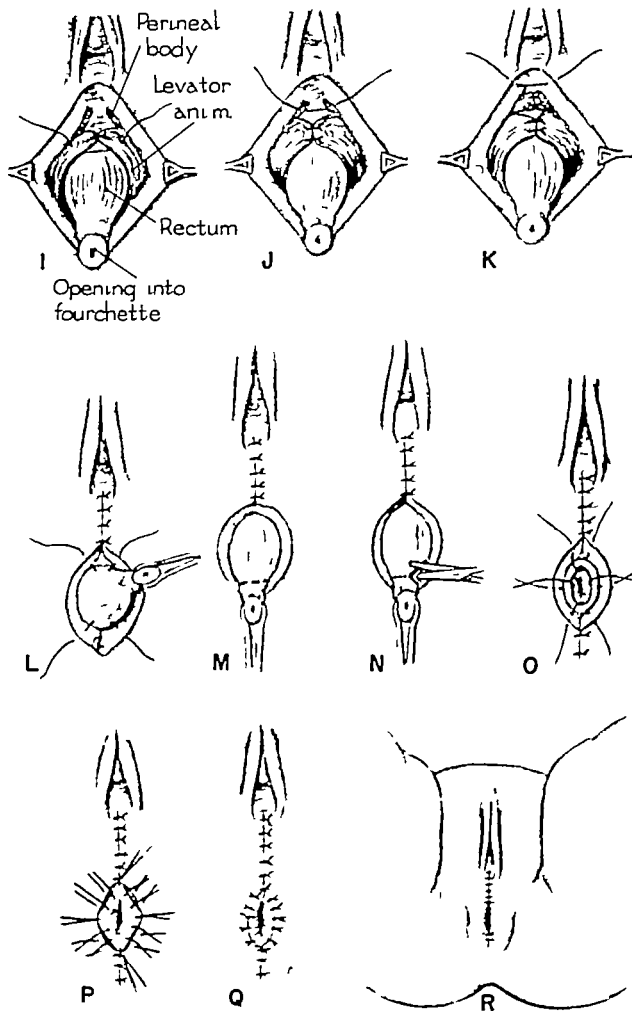 Perineal
body
Levator
ani m.
Rectum
I
J
K
Opening into
fourchette
L
M
N
O
P
Q
R